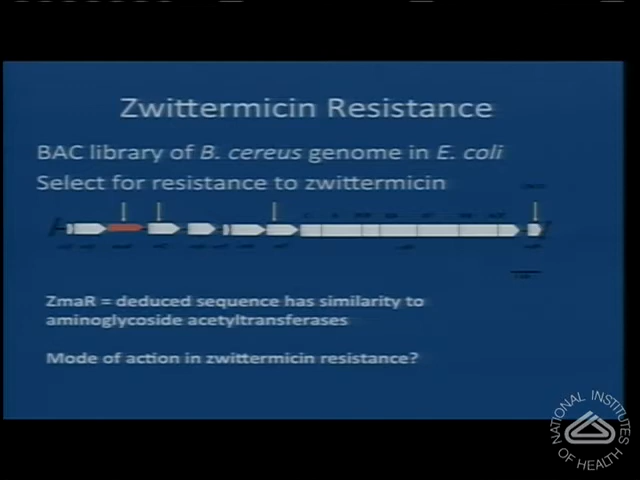 Zwittermicin Resistance
BAC library of B. cereus genome in E. coli
Select for resistance to zwittermicin
ZmaR = deduced sequence has similarity to
aminoglycoside acetyltransferases
Mode of action in zwittermicin resistance?
NATIONAL INSTITUTES
OF HEALTH